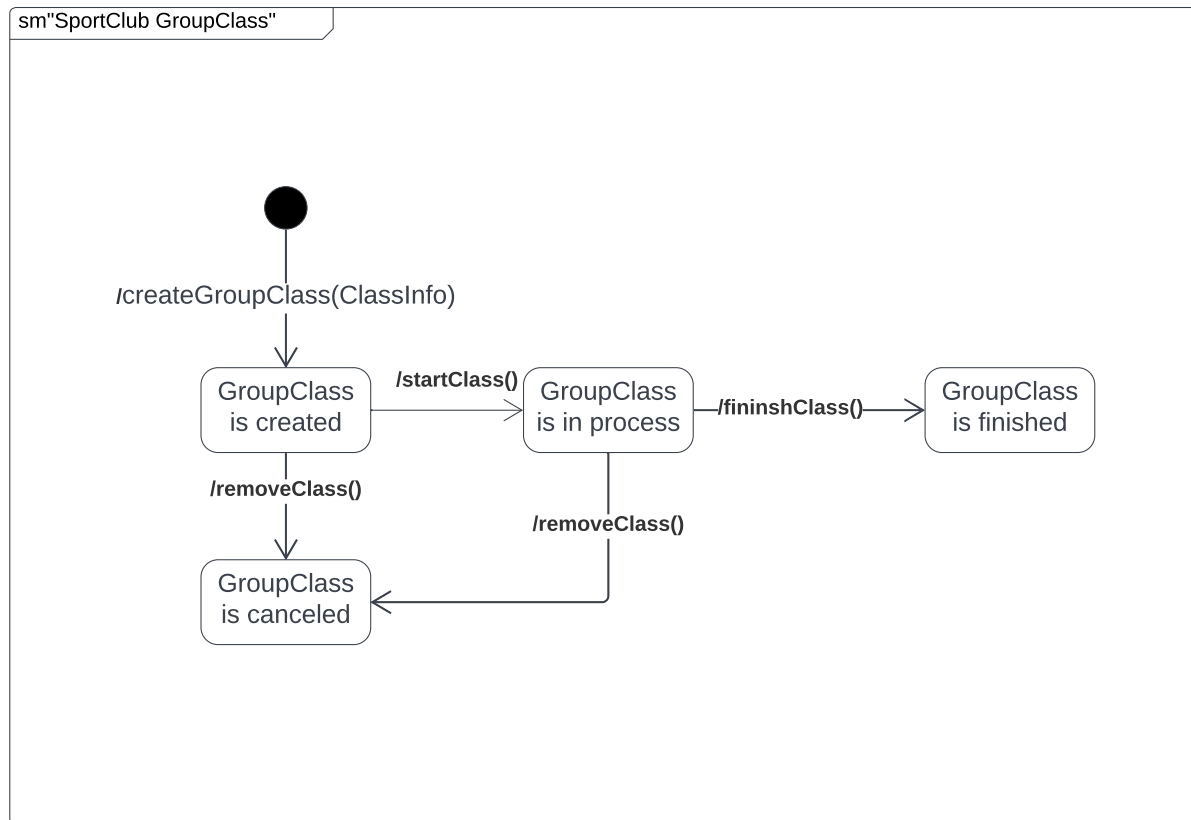 sm"SportClub GroupClass"
/createGroupClass(ClassInfo)
GroupClass
is created
/startClass()
GroupClass
is in process
/fininshClass()
GroupClass
is finished
/removeClass()
/removeClass()
GroupClass
is canceled